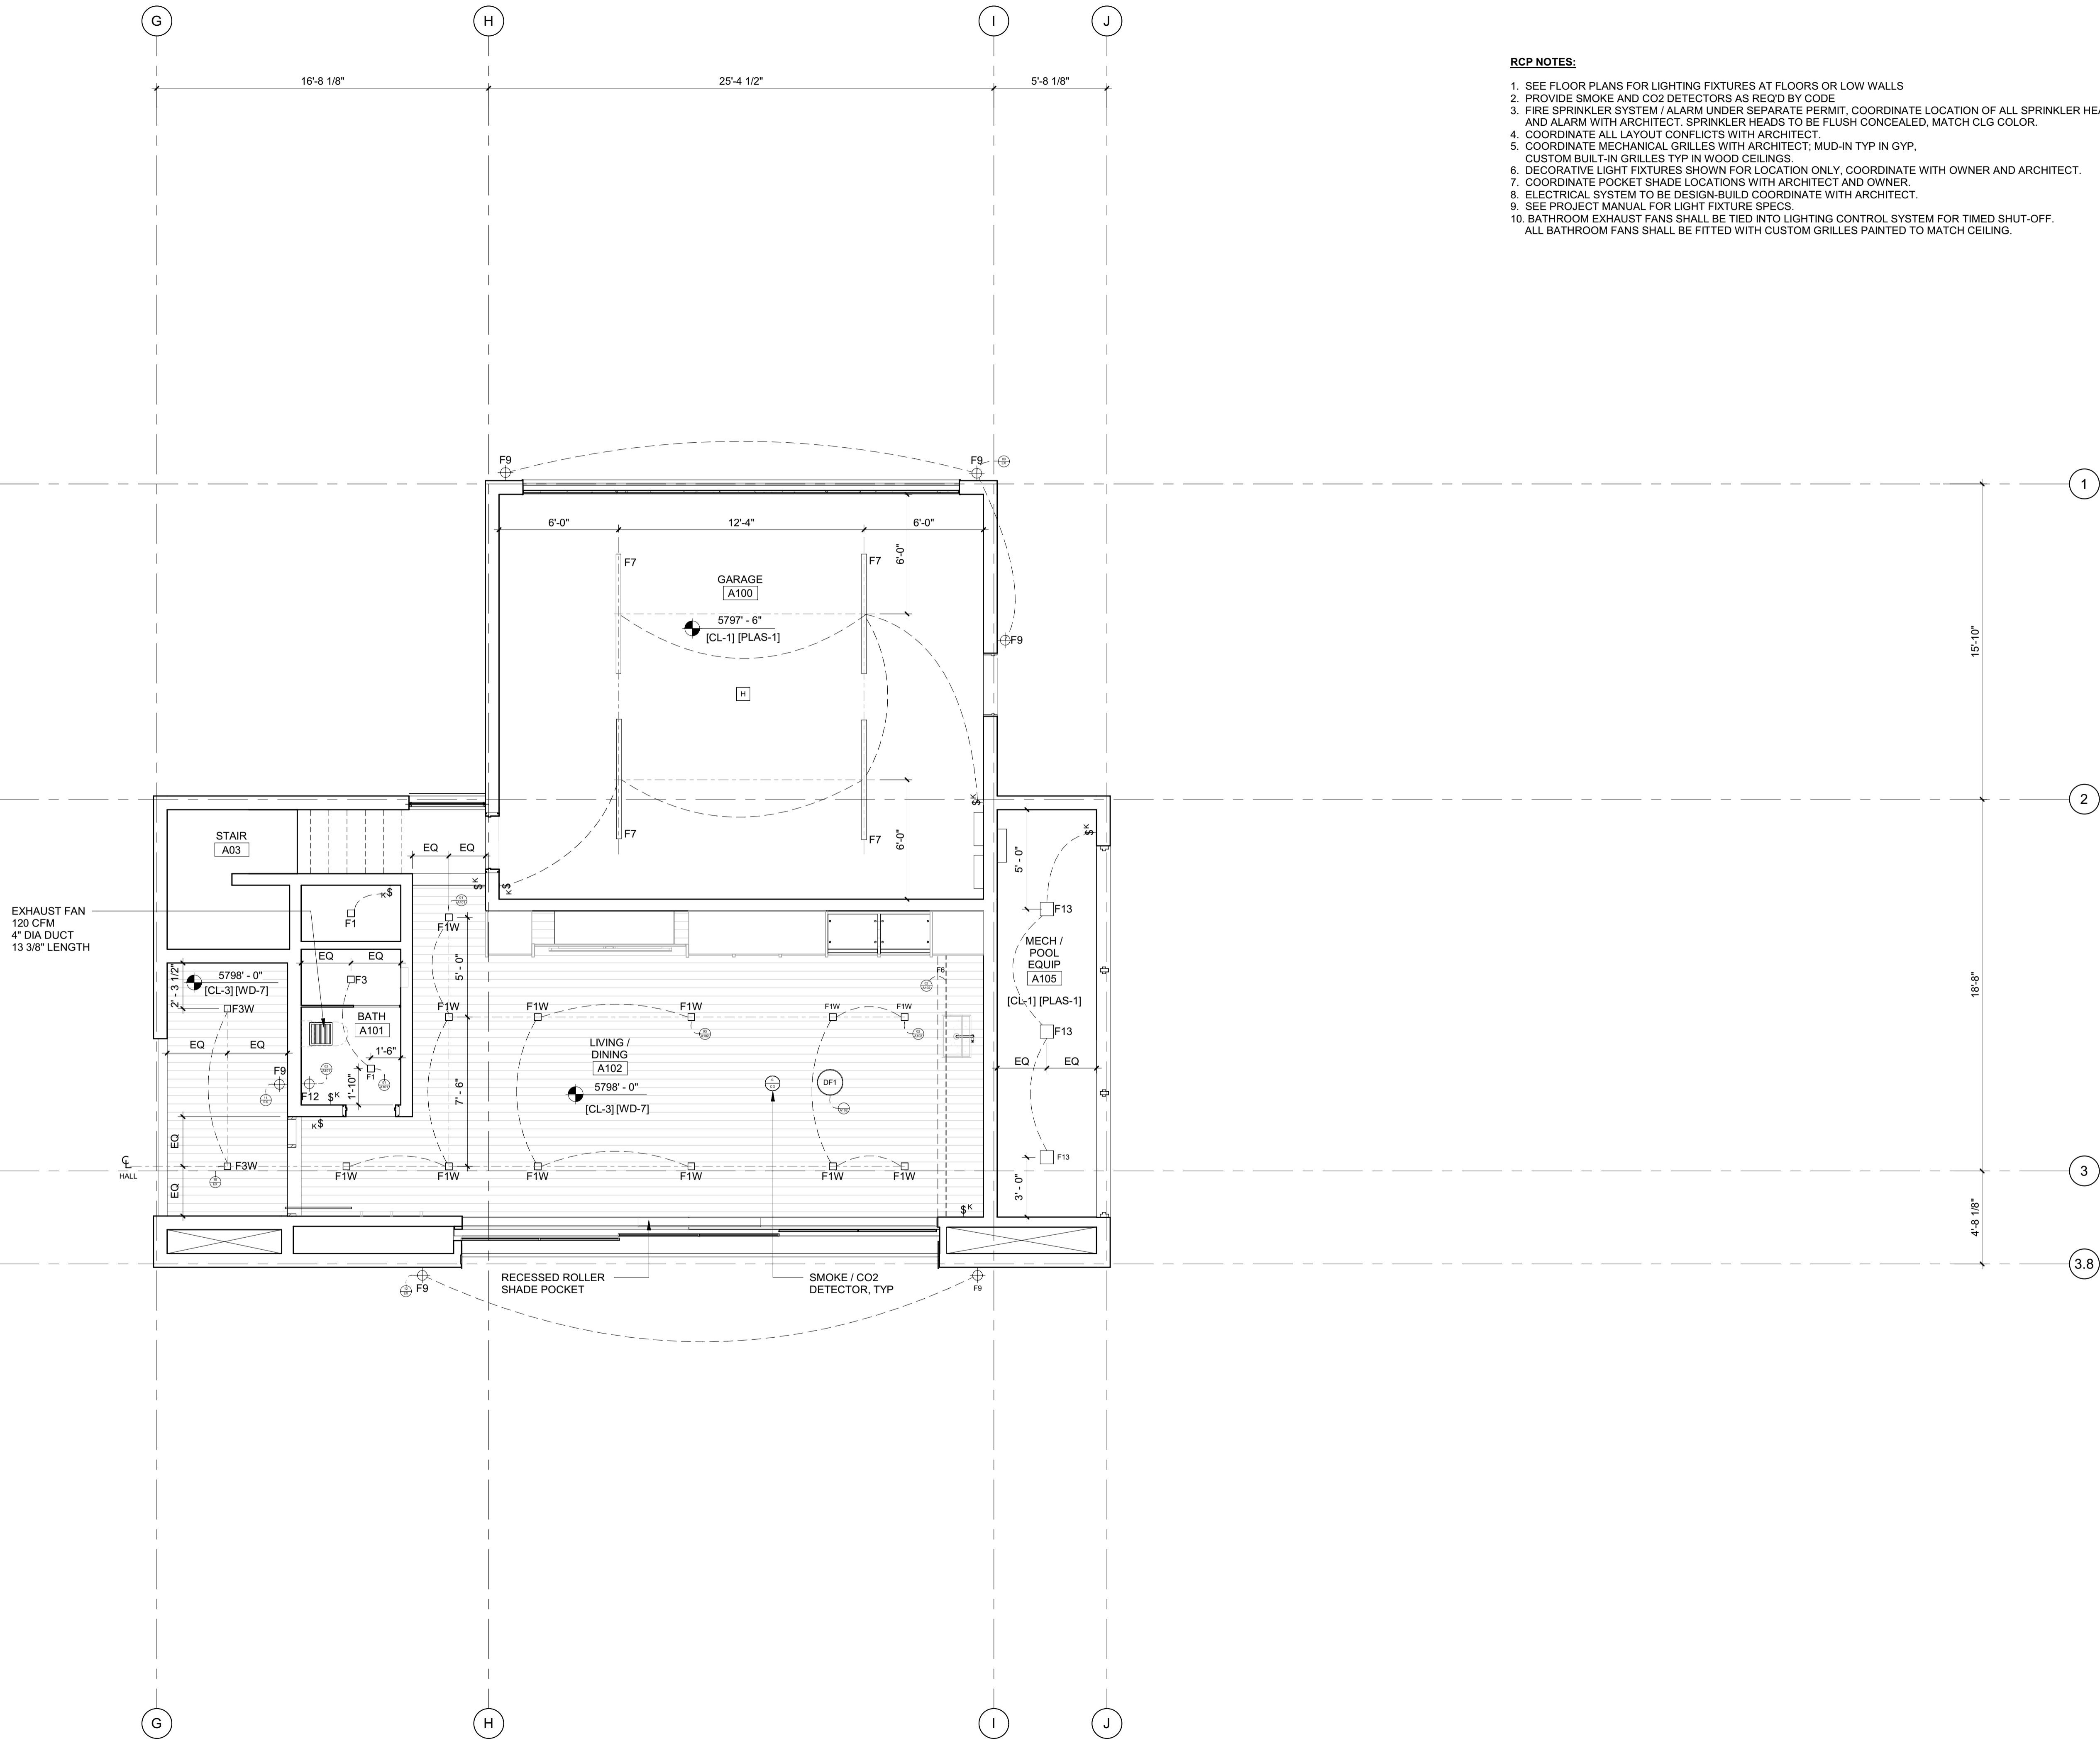 G
H
I
J
16'-8 1/8"
25'-4 1/2"
5'-8 1/8"
RCP NOTES:
1. SEE FLOOR PLANS FOR LIGHTING FIXTURES AT FLOORS OR LOW WALLS
2. PROVIDE SMOKE AND CO2 DETECTORS AS REQ'D BY CODE
3. FIRE SPRINKLER SYSTEM / ALARM UNDER SEPARATE PERMIT, COORDINATE LOCATION OF ALL SPRINKLER HEA
AND ALARM WITH ARCHITECT. SPRINKLER HEADS TO BE FLUSH CONCEALED, MATCH CLG COLOR.
4. COORDINATE ALL LAYOUT CONFLICTS WITH ARCHITECT.
5. COORDINATE MECHANICAL GRILLES WITH ARCHITECT; MUD-IN TYP IN GYP,
CUSTOM BUILT-IN GRILLES TYP IN WOOD CEILINGS.
6. DECORATIVE LIGHT FIXTURES SHOWN FOR LOCATION ONLY, COORDINATE WITH OWNER AND ARCHITECT.
7. COORDINATE POCKET SHADE LOCATIONS WITH ARCHITECT AND OWNER.
8. ELECTRICAL SYSTEM TO BE DESIGN-BUILD COORDINATE WITH ARCHITECT.
9. SEE PROJECT MANUAL FOR LIGHT FIXTURE SPECS.
10. BATHROOM EXHAUST FANS SHALL BE TIED INTO LIGHTING CONTROL SYSTEM FOR TIMED SHUT-OFF.
ALL BATHROOM FANS SHALL BE FITTED WITH CUSTOM GRILLES PAINTED TO MATCH CEILING.
F9
F9
1
6'-0"
12'-4"
6'-0"
6'-0"
F7
F7
GARAGE
A100
5797' - 6"
[CL-1] [PLAS-1]
F9
15'-10"
H
$K
2
F7
F7
6'-0"
STAIR
A03
EQ
EQ
$K
$K
$K
5' - 0"
EXHAUST FAN
120 CFM
4" DIA DUCT
13 3/8" LENGTH
K$
F1
F1W
F13
MECH /
POOL
EQUIP
A105
[CL-1] [PLAS-1]
EQ
EQ
F3
5' - 0"
F6
2' - 3 1/2"
5798' - 0"
[CL-3] [WD-7]
F3W
18'-8"
F1W
F1W
F1W
F1W
F1W
BATH
A101
F13
EQ
EQ
1'-6"
LIVING /
DINING
A102
5798' - 0"
[CL-3] [WD-7]
EQ
EQ
F9
F12
F1
1'-10"
$K
7' - 6"
DF1
K$
EQ
EQ
℄
HALL
F3W
F1W
F1W
F1W
F1W
F1W
F1W
F13
3
3' - 0"
$K
4'-8 1/8"
3.8
F9
RECESSED ROLLER
SHADE POCKET
SMOKE / CO2
DETECTOR, TYP
F9
G
H
I
J